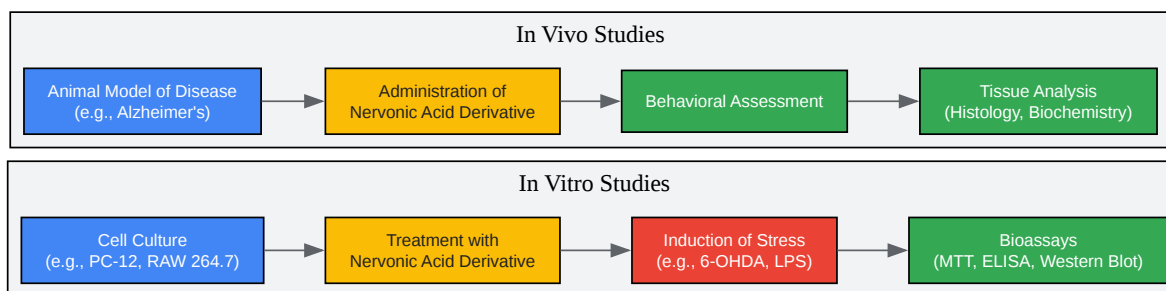 In Vivo Studies
Animal Model of Disease
(e.g., Alzheimer's)
Administration of
Nervonic Acid Derivative
Behavioral Assessment
Tissue Analysis
(Histology, Biochemistry)
In Vitro Studies
Cell Culture
(e.g., PC-12, RAW 264.7)
Treatment with
Nervonic Acid Derivative
Induction of Stress
(e.g., 6-OHDA, LPS)
Bioassays
(MTT, ELISA, Western Blot)